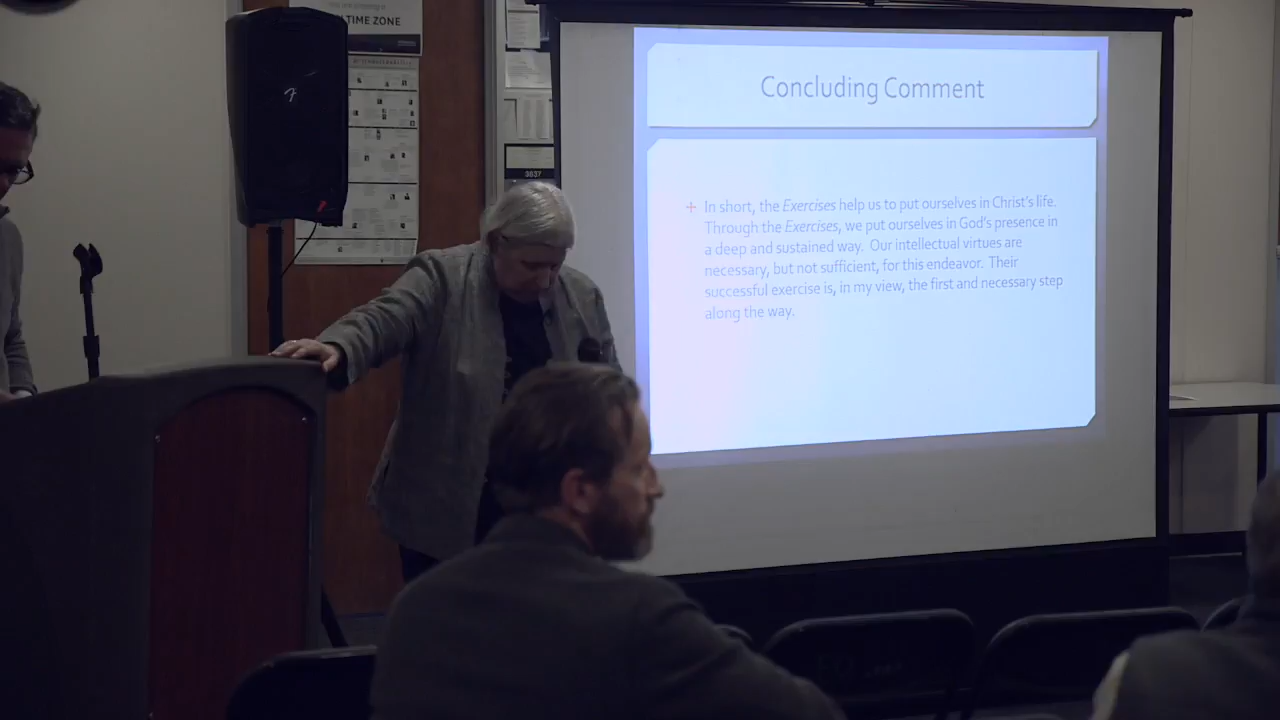 TIME ZONE
3637
Concluding Comment
In short, the Exercises help us to put ourselves in Christ's life.
Through the Exercises, we put ourselves in God's presence in
a deep and sustained way. Our intellectual virtues are
necessary, but not sufficient, for this endeavor. Their
successful exercise is, in my view, the first and necessary step
along the way.